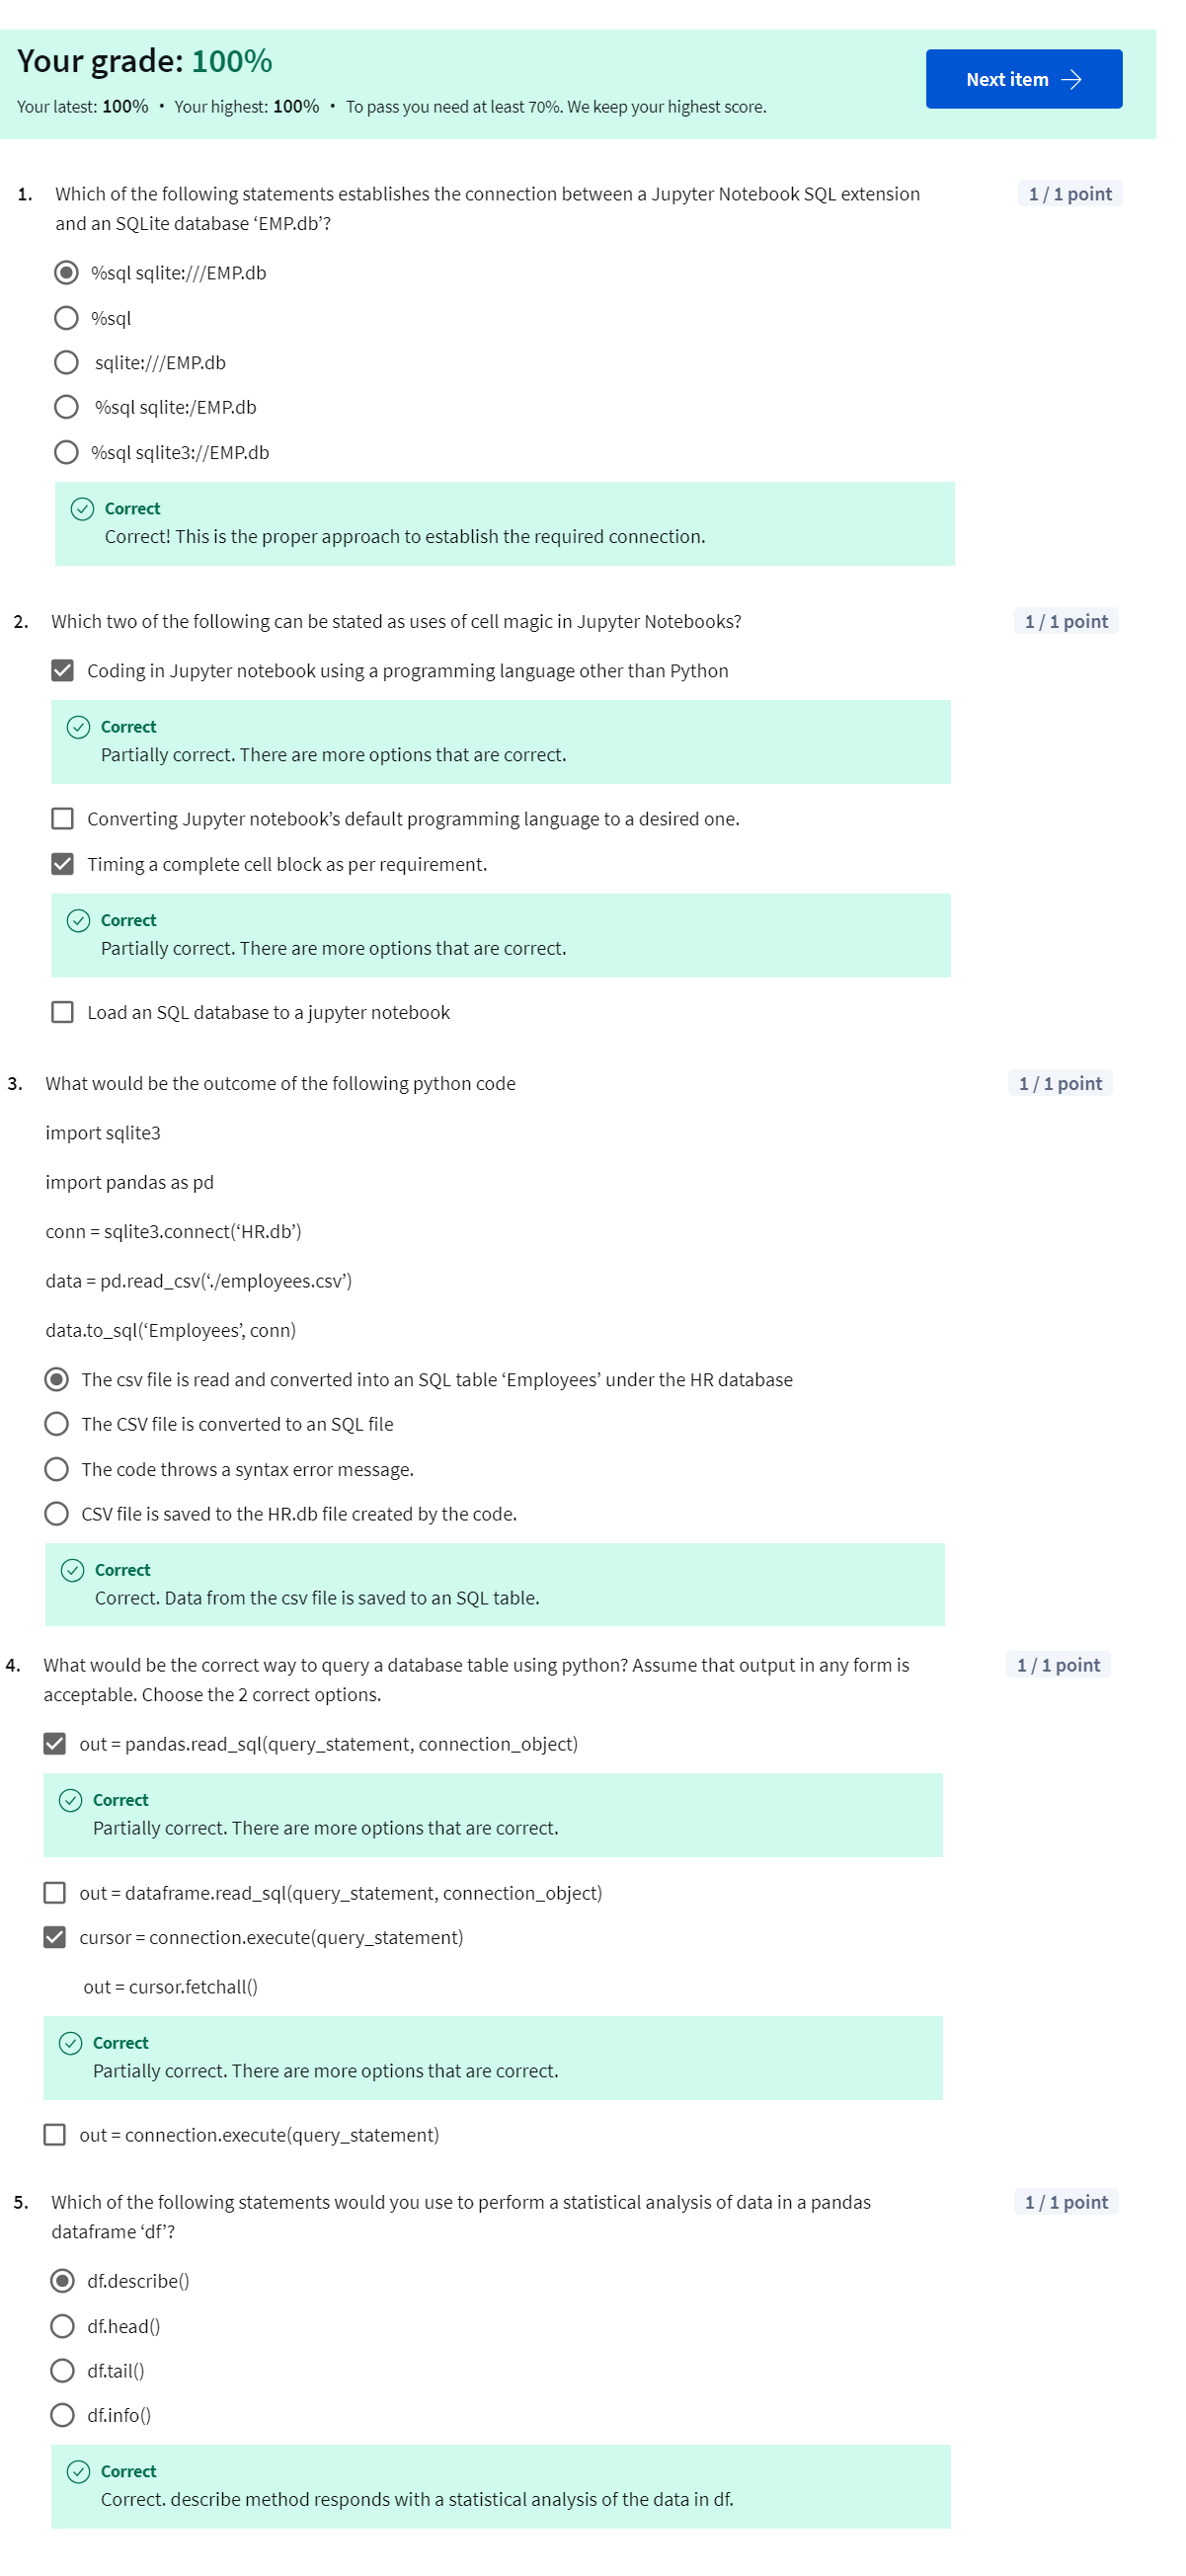 Your grade: 100%
Next item →
Your latest: 100% • Your highest: 100% • To pass you need at least 70%. We keep your highest score.
1. Which of the following statements establishes the connection between a Jupyter Notebook SQL extension 1 / 1 point
and an SQLite database ‘EMP.db’?
%sql sqlite:///EMP.db
%sql
sqlite:///EMP.db
%sql sqlite:/EMP.db
%sql sqlite3://EMP.db
Correct
Correct! This is the proper approach to establish the required connection.
2. Which two of the following can be stated as uses of cell magic in Jupyter Notebooks? 1 / 1 point
Coding in Jupyter notebook using a programming language other than Python
Correct
Partially correct. There are more options that are correct.
Converting Jupyter notebook’s default programming language to a desired one.
Timing a complete cell block as per requirement.
Correct
Partially correct. There are more options that are correct.
Load an SQL database to a jupyter notebook
3. What would be the outcome of the following python code 1 / 1 point
import sqlite3
import pandas as pd
conn = sqlite3.connect(‘HR.db’)
data = pd.read_csv(‘./employees.csv’)
data.to_sql(‘Employees’, conn)
The csv file is read and converted into an SQL table ‘Employees’ under the HR database
The CSV file is converted to an SQL file
The code throws a syntax error message.
CSV file is saved to the HR.db file created by the code.
Correct
Correct. Data from the csv file is saved to an SQL table.
4. What would be the correct way to query a database table using python? Assume that output in any form is 1 / 1 point
acceptable. Choose the 2 correct options.
out = pandas.read_sql(query_statement, connection_object)
Correct
Partially correct. There are more options that are correct.
out = dataframe.read_sql(query_statement, connection_object)
cursor = connection.execute(query_statement)
out = cursor.fetchall()
Correct
Partially correct. There are more options that are correct.
out = connection.execute(query_statement)
5. Which of the following statements would you use to perform a statistical analysis of data in a pandas 1 / 1 point
dataframe ‘df’?
df.describe()
df.head()
df.tail()
df.info()
Correct
Correct. describe method responds with a statistical analysis of the data in df.